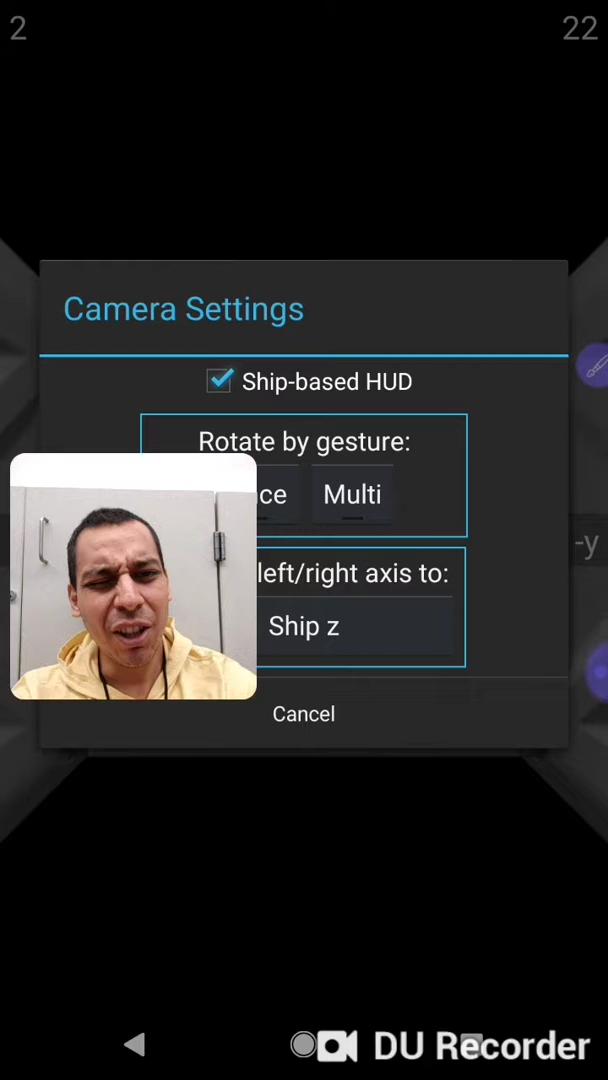 2
22
Camera Settings
Ship-based HUD
Rotate by gesture:
Multi
left/right axis to:
-y
Ship z
Cancel
DU Recorder